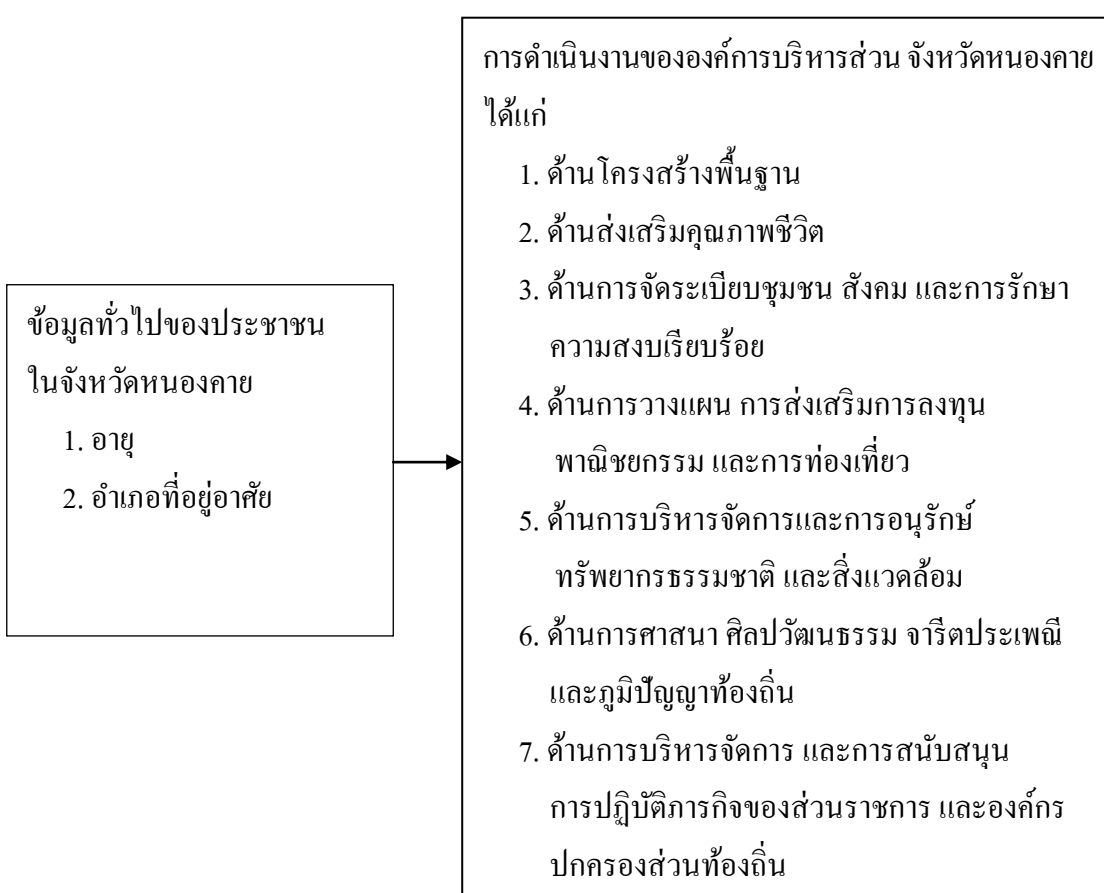 ข้อมูลทั่วไปของประชาชน
ในจังหวัดหนองคาย
1. อายุ
2. อำเภอที่อยู่อาศัย
การดำเนินงานขององค์การบริหารส่วน จังหวัดหนองคาย
ได้แก่
1. ด้านโครงสร้างพื้นฐาน
2. ด้านส่งเสริมคุณภาพชีวิต
3. ด้านการจัดระเบียบชุมชน สังคม และการรักษา
ความสงบเรียบร้อย
4. ด้านการวางแผน การส่งเสริมการลงทุน
พาณิชยกรรม และการท่องเที่ยว
5. ด้านการบริหารจัดการและการอนุรักษ์
ทรัพยากรธรรมชาติ และสิ่งแวดล้อม
6. ด้านการศาสนา ศิลปวัฒนธรรม จารีตประเพณี
และภูมิปัญญาท้องถิ่น
7. ด้านการบริหารจัดการ และการสนับสนุน
การปฏิบัติภารกิจของส่วนราชการ และองค์กร
ปกครองส่วนท้องถิ่น